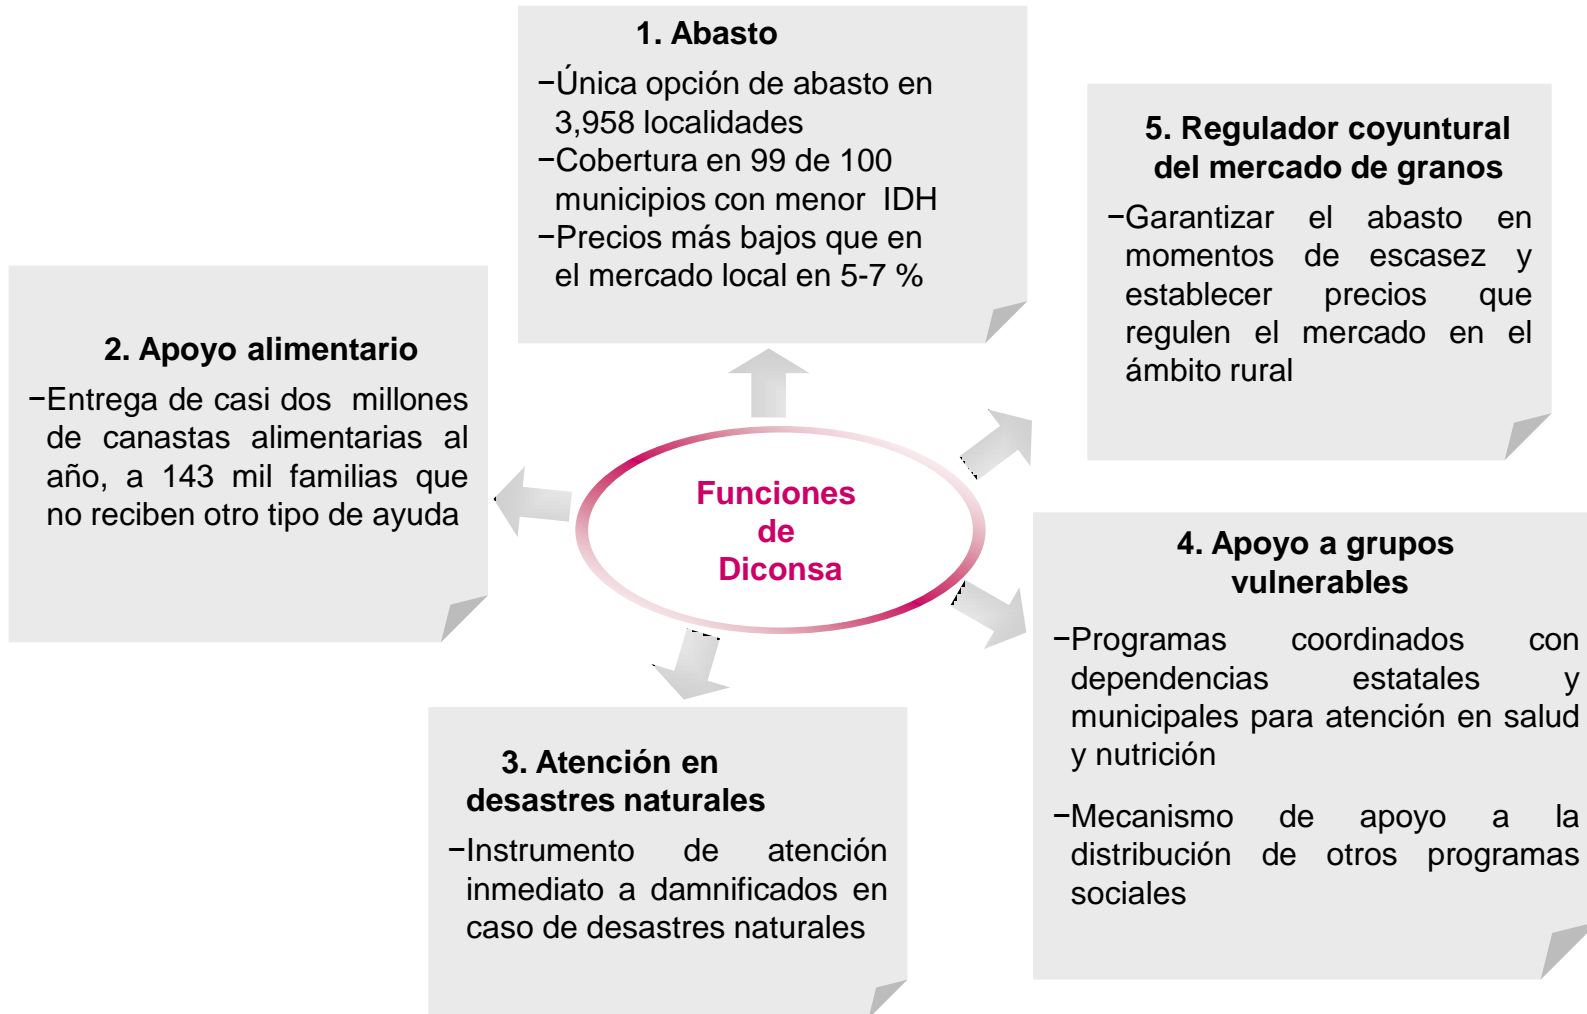 1. Abasto
−Única opción de abasto en
3,958 localidades
−Cobertura en 99 de 100
municipios con menor IDH
−Precios más bajos que en
el mercado local en 5-7 %
2. Apoyo alimentario
−Entrega de casi dos millones
de canastas alimentarias al
año, a 143 mil familias que
no reciben otro tipo de ayuda
Funciones
de
Diconsa
3. Atención en
desastres naturales
−Instrumento de atención
inmediato a damnificados en
caso de desastres naturales
4. Apoyo a grupos
vulnerables
−Programas coordinados con
dependencias estatales y
municipales para atención en salud
y nutrición
−Mecanismo de apoyo a la
distribución de otros programas
sociales
5. Regulador coyuntural
del mercado de granos
−Garantizar el abasto en
momentos de escasez y
establecer precios que
regulen el mercado en el
ámbito rural